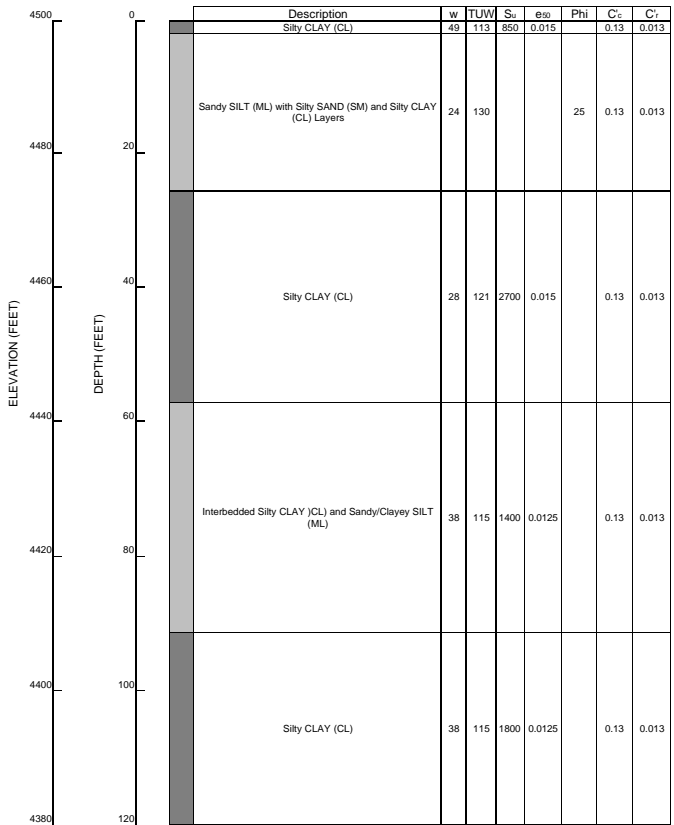 4500 0 Description w TUW Su e50 Phi C'c C'r
Silty CLAY (CL) 49 113 850 0.015 0.13 0.013
Sandy SILT (ML) with Silty SAND (SM) and Silty CLAY
(CL) Layers
24 130 25 0.13 0.013
4480 20
4460 40
Silty CLAY (CL) 28 121 2700 0.015 0.13 0.013
ELEVATION (FEET)
DEPTH (FEET)
4440 60
Interbedded Silty CLAY )CL) and Sandy/Clayey SILT
(ML)
38 115 1400 0.0125 0.13 0.013
4420 80
4400 100
Silty CLAY (CL) 38 115 1800 0.0125 0.13 0.013
4380 120